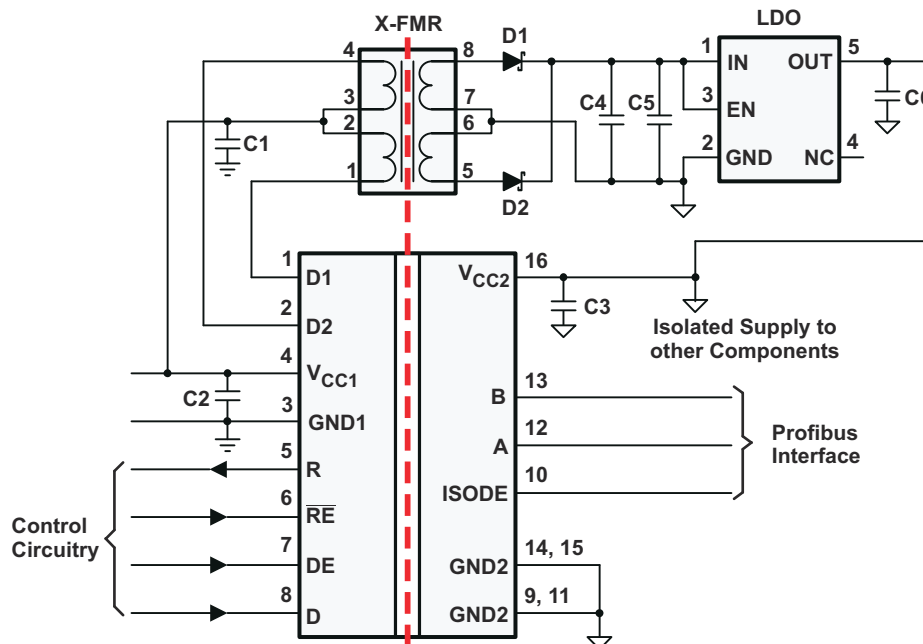 X-FMR
LDO
4
8
D1
1
IN
OUT
5
3
7
C4
C5
3
EN
C1
2
6
2
GND
NC
4
1
5
D2
1
D1
16
VCC2
C3
2
D2
Isolated Supply to
other Components
4
VCC1
C2
13
B
3
GND1
12
A
Profibus
Interface
5
R
10
ISODE
Control
Circuitry
6
RE
7
DE
14, 15
GND2
8
D
9, 11
GND2